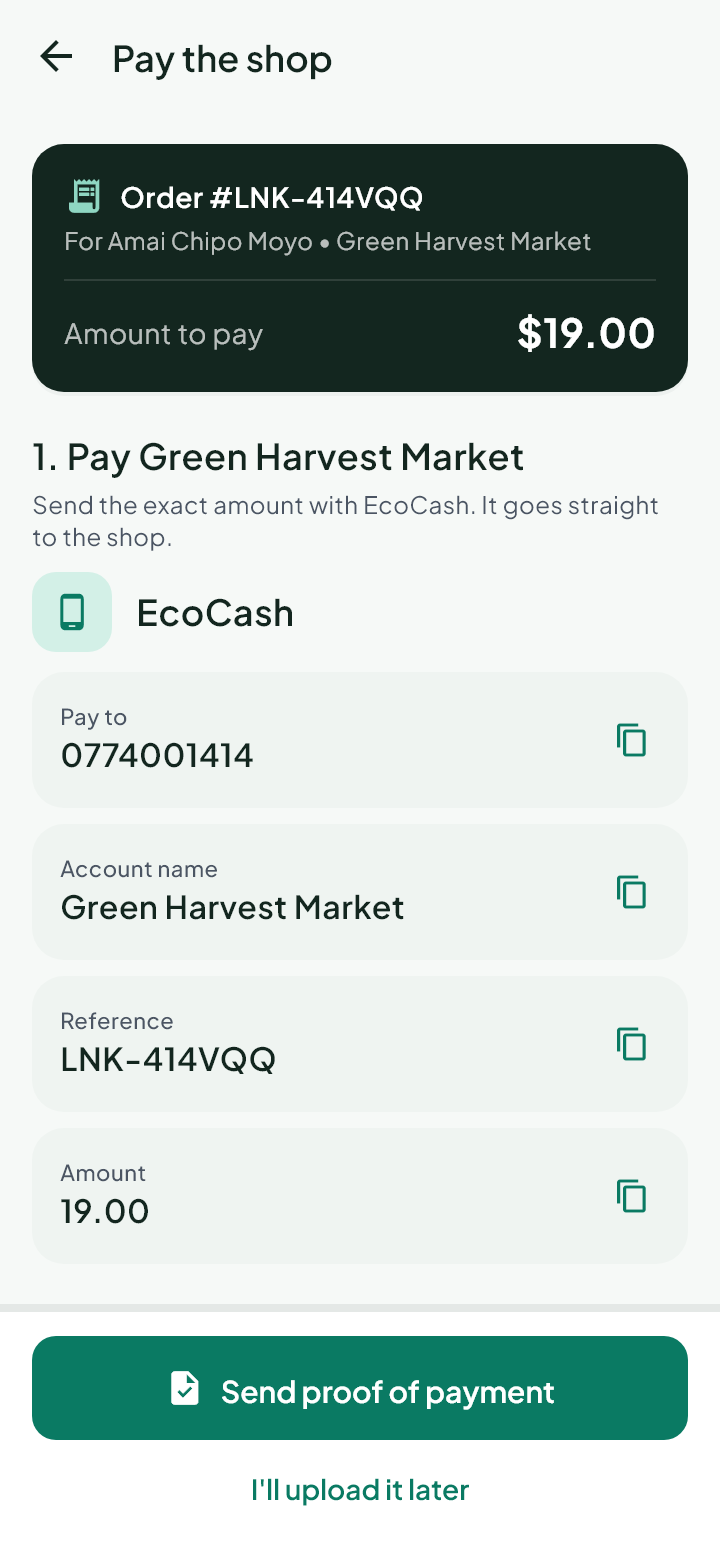 Pay the shop
Order #LNK-414VQQ
For Amai Chipo Moyo • Green Harvest Market
Amount to pay
$19.00
1. Pay Green Harvest Market
Send the exact amount with EcoCash. It goes straight
to the shop.
EcoCash
Pay to
0774001414
Account name
Green Harvest Market
Reference
LNK-414VQQ
Amount
19.00
Send proof of payment
I'll upload it later